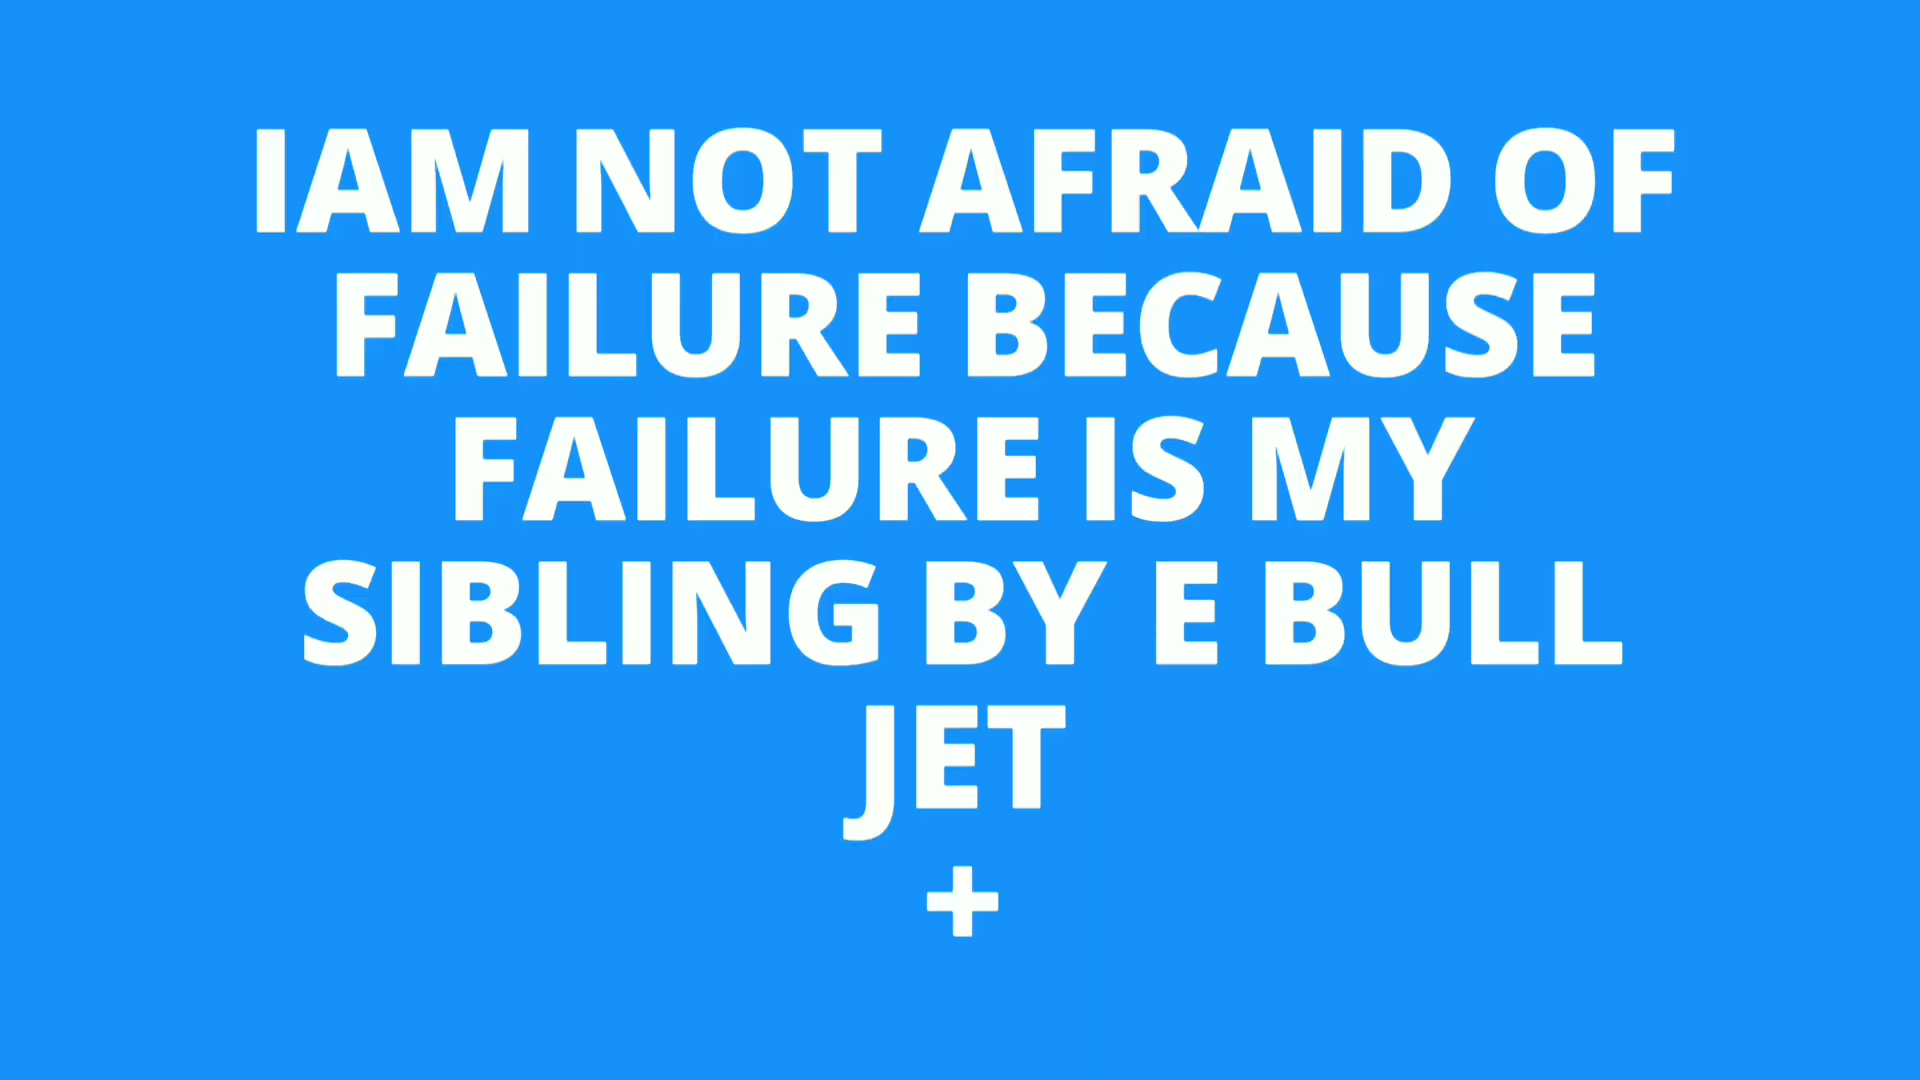 IAM NOT AFRAID OF
FAILURE BECAUSE
FAILURE IS MY
SIBLING BY E BULL
JET
+